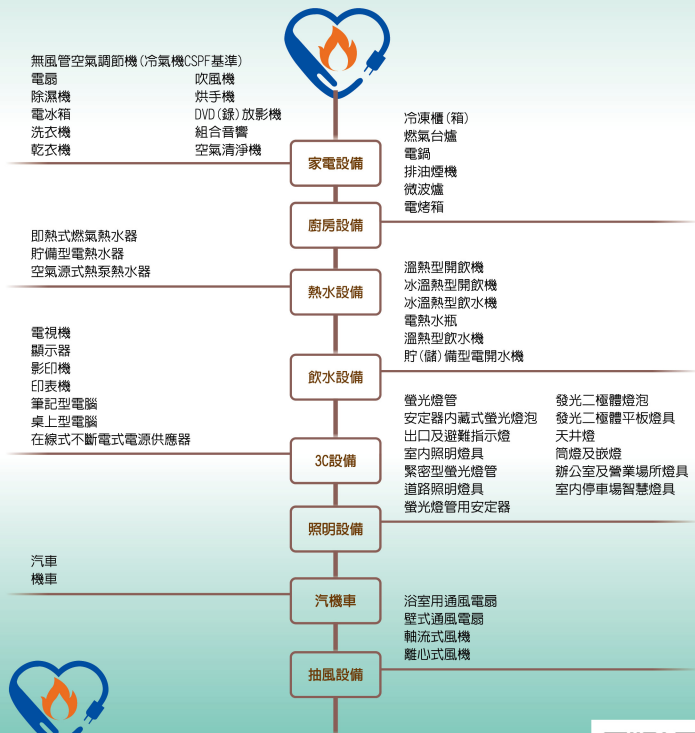 無風管空氣調節機(冷氣機CSPF基準)
電扇
除濕機
電冰箱
洗衣機
乾衣機
吹風機
烘手機
DVD(錄)放影機
組合音響
空氣清淨機
家電設備
冷凍櫃(箱)
燃氣台爐
電鍋
排油煙機
微波爐
電烤箱
廚房設備
即熱式燃氣熱水器
貯備型電熱水器
空氣源式熱泵熱水器
熱水設備
溫熱型開飲機
冰溫熱型開飲機
冰溫熱型飲水機
電熱水瓶
溫熱型飲水機
貯(儲)備型電開水機
飲水設備
電視機
顯示器
影印機
印表機
筆記型電腦
桌上型電腦
在線式不斷電式電源供應器
3C設備
螢光燈管
安定器內藏式螢光燈泡
出口及避難指示燈
室內照明燈具
緊密型螢光燈管
道路照明燈具
螢光燈管用安定器
發光二極體燈泡
發光二極體平板燈具
天井燈
筒燈及嵌燈
辦公室及營業場所燈具
室內停車場智慧燈具
照明設備
汽車
機車
汽機車
浴室用通風電扇
壁式通風電扇
軸流式風機
離心式風機
抽風設備